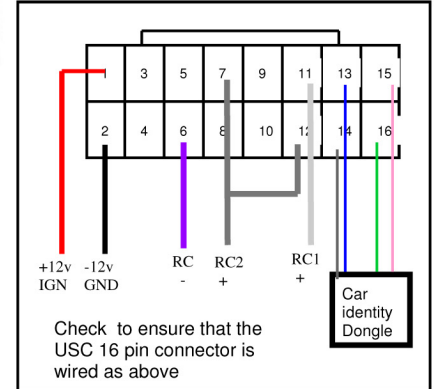 1 3 5 7 9 11 13 15
2 4 6 8 10 12 14 16
+12v -12v RC RC2 RC1
IGN GND - + +
Car
identity
Dongle
Check to ensure that the
USC 16 pin connector is
wired as above